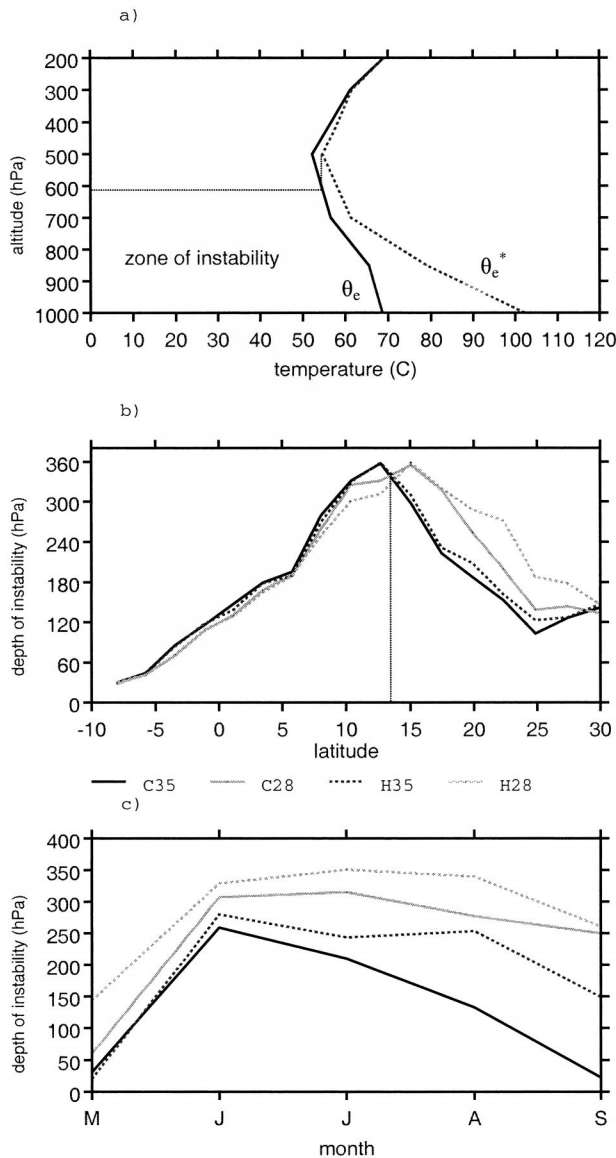 a)
200
300
400
500
600
700
800
900
1000
altitude (hPa)
zone of instability
θe
θe*
0 10 20 30 40 50 60 70 80 90 100 110 120
temperature (C)
b)
360
300
240
180
120
60
0
depth of instability (hPa)
-10 -5 0 5 10 15 20 25 30
latitude
C35 C28 H35 H28
c)
400
350
300
250
200
150
100
50
0
depth of instability (hPa)
M J J A S
month